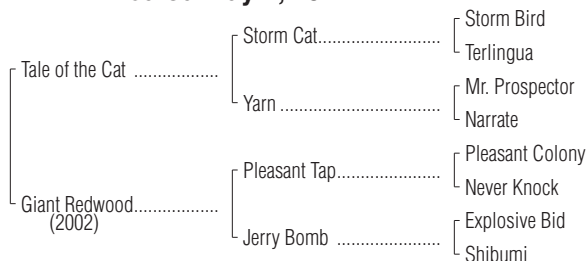 Storm Bird
Storm Cat..........................
Terlingua
Tale of the Cat ..................
Mr. Prospector
Yarn ..................................
Narrate
Pleasant Colony
Pleasant Tap......................
Never Knock
Giant Redwood..................
(2002)
Explosive Bid
Jerry Bomb ......................
Shibumi